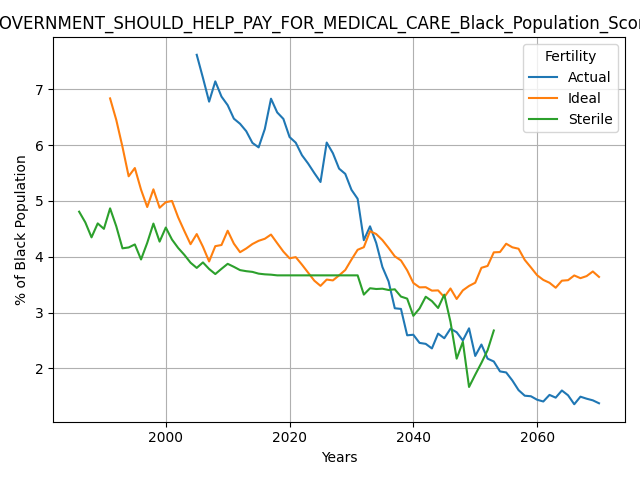 OVERNMENT_SHOULD_HELP_PAY_FOR_MEDICAL_CARE_Black_Population_Scor
Fertility
Actual
Ideal
Sterile
% of Black Population
7
6
5
4
3
2
2000 2020 2040 2060
Years